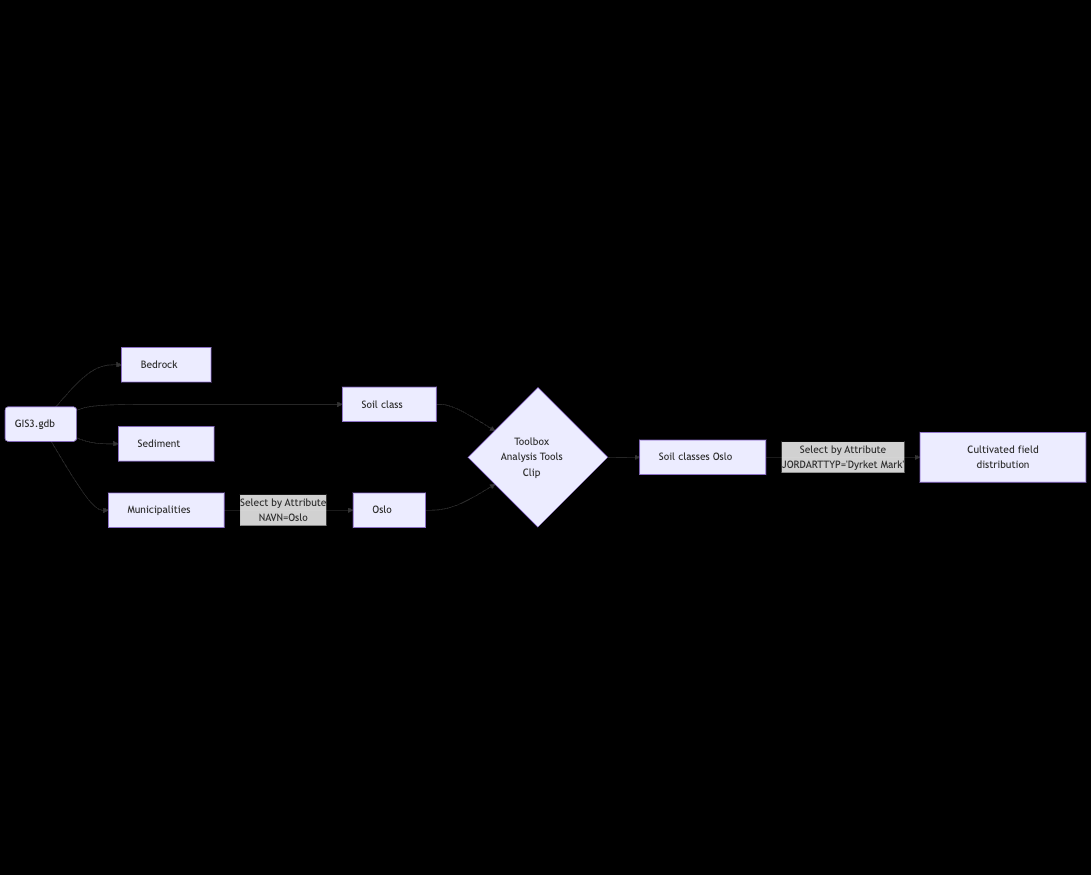 Bedrock
GIS3.gdb
Soil class
Sediment
Municipalities
Select by Attribute
NAVN=Oslo
Oslo
Toolbox
Analysis Tools
Clip
Soil classes Oslo
Select by Attribute
JORDARTTYP='Dyrket Mark'
Cultivated field
distribution